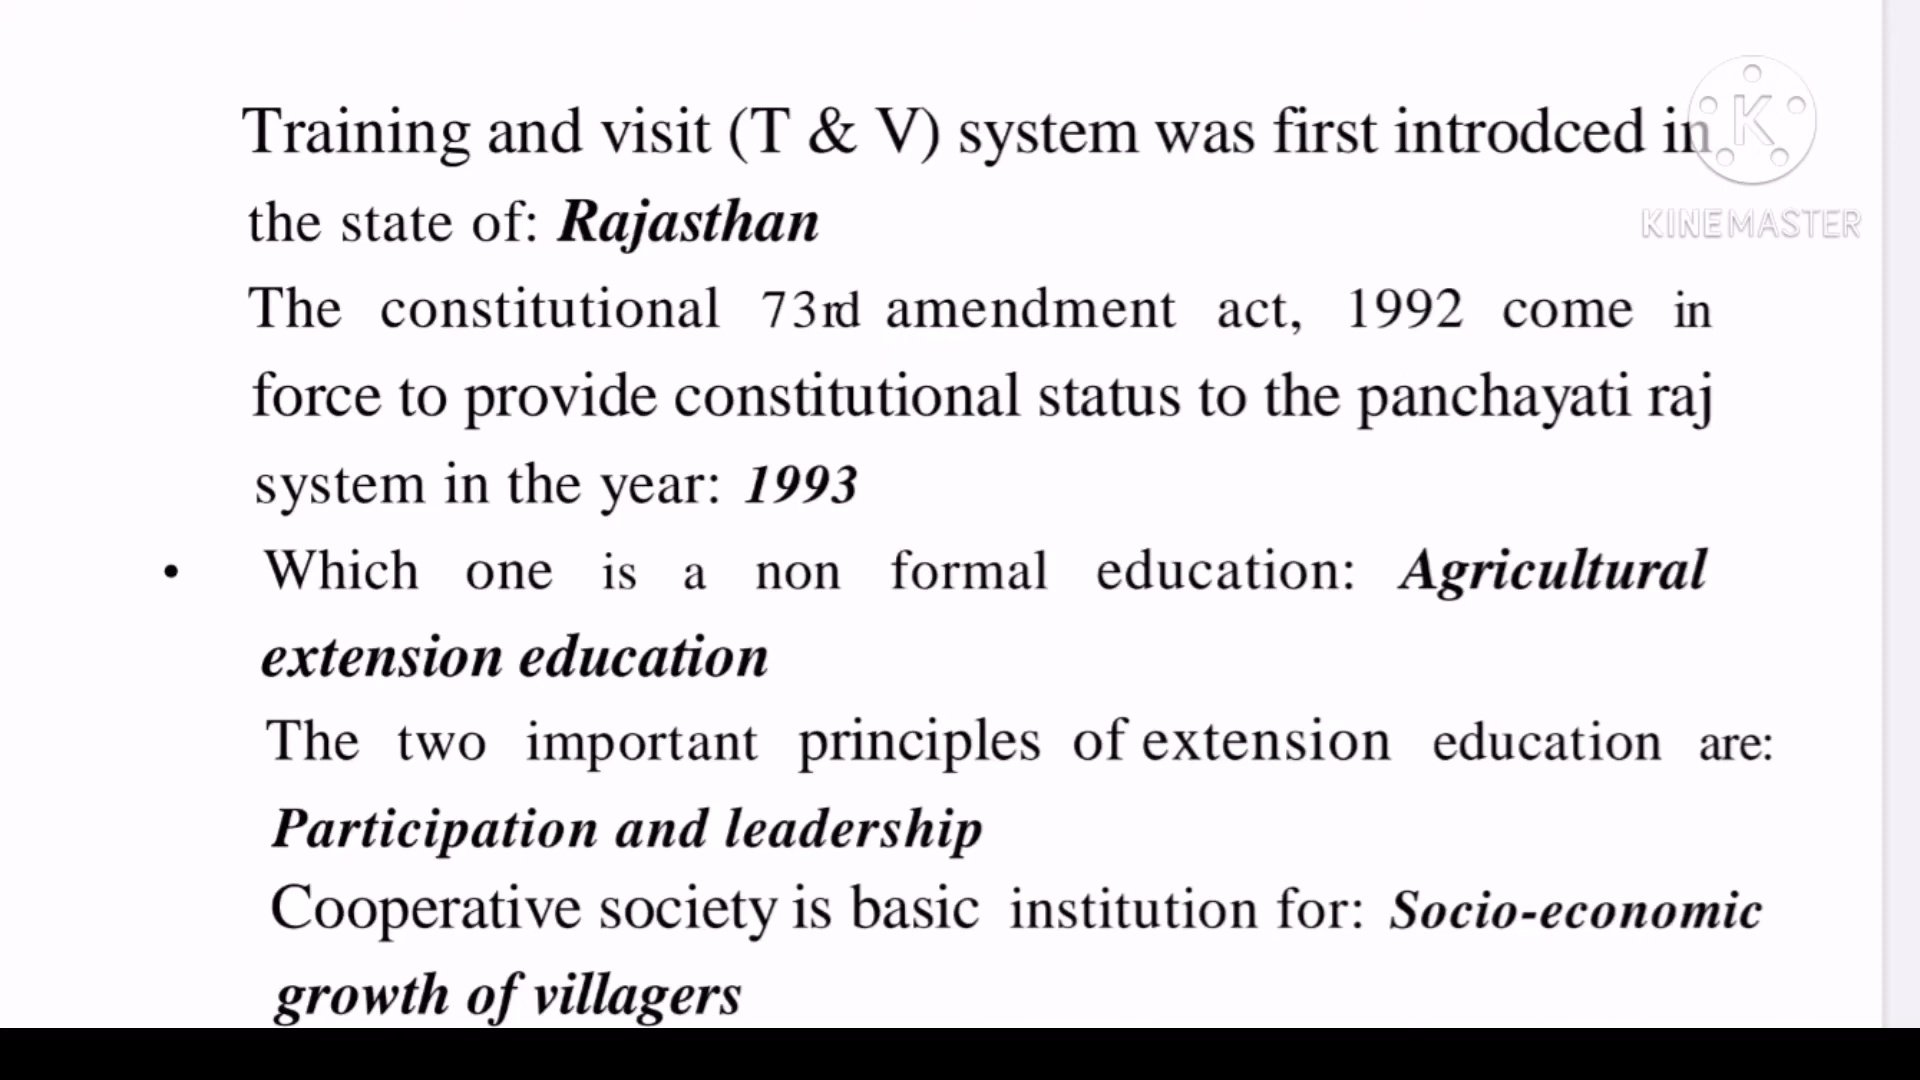 Training and visit (T & V) system was first introdced in
the state of: Rajasthan
KINEMASTER
The constitutional 73rd amendment act, 1992 come in
force to provide constitutional status to the panchayati raj
system in the year: 1993
• Which one is a non formal education: Agricultural
extension education
The two important principles of extension education are:
Participation and leadership
Cooperative society is basic institution for: Socio-economic
growth of villagers